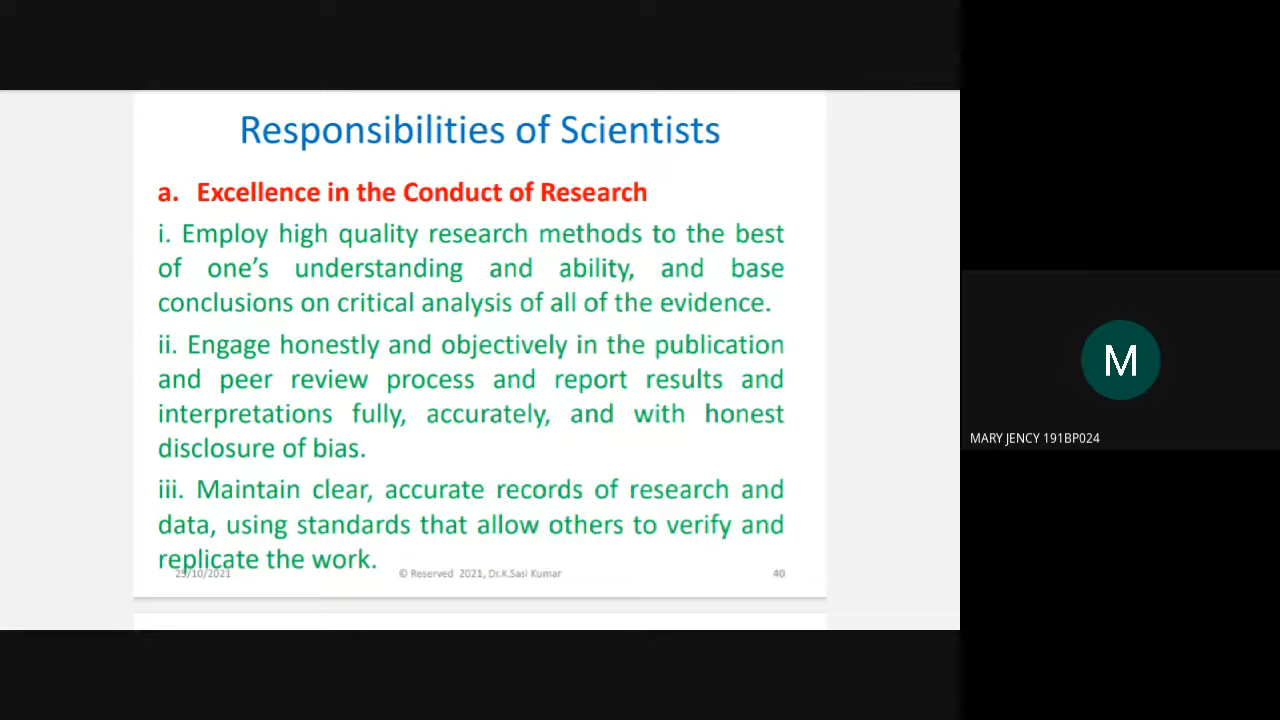 Responsibilities of Scientists
a. Excellence in the Conduct of Research
i. Employ high quality research methods to the best
of one’s understanding and ability, and base
conclusions on critical analysis of all of the evidence.
ii. Engage honestly and objectively in the publication
and peer review process and report results and
interpretations fully, accurately, and with honest
disclosure of bias.
iii. Maintain clear, accurate records of research and
data, using standards that allow others to verify and
replicate the work.
25/10/2021 © Reserved 2021, Dr.K.Sasi Kumar 40
M
MARY JENCY 191BP024